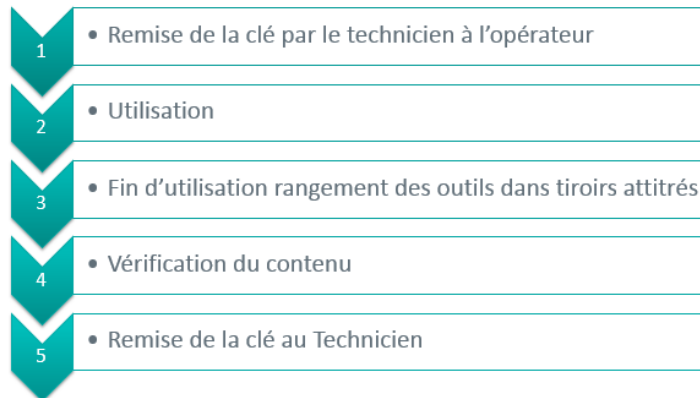 1
• Remise de la clé par le technicien à l’opérateur
2
• Utilisation
3
• Fin d’utilisation rangement des outils dans tiroirs attitrés
4
• Vérification du contenu
5
• Remise de la clé au Technicien